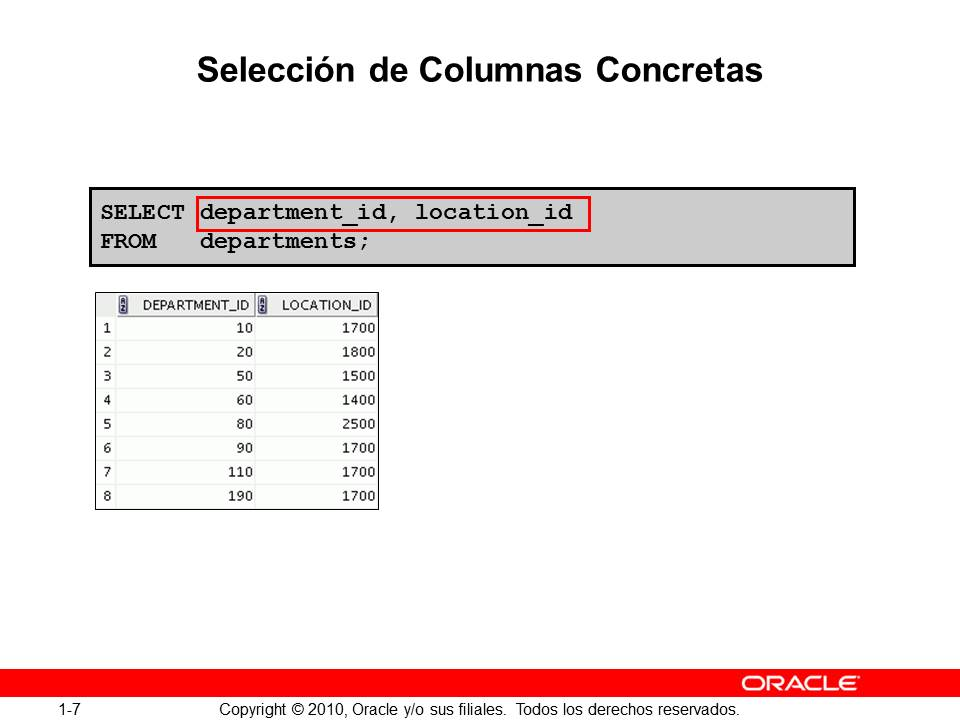 Selección de Columnas Concretas
SELECT department_id, location_id
FROM departments;
DEPARTMENT_ID LOCATION_ID
1 10 1700
2 20 1800
3 50 1500
4 60 1400
5 80 2500
6 90 1700
7 110 1700
8 190 1700
ORACLE
1-7 Copyright © 2010, Oracle y/o sus filiales. Todos los derechos reservados.